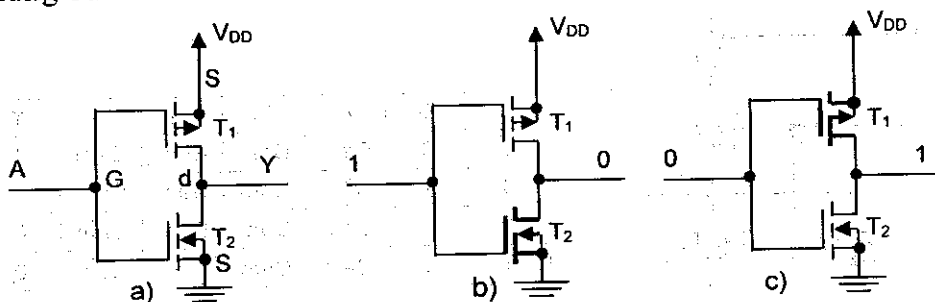 V_DD V_DD V_DD
S
T₁ T₁ T₁
A G d Y 1 0 0 1
T₂ T₂ T₂
S
a) b) c)